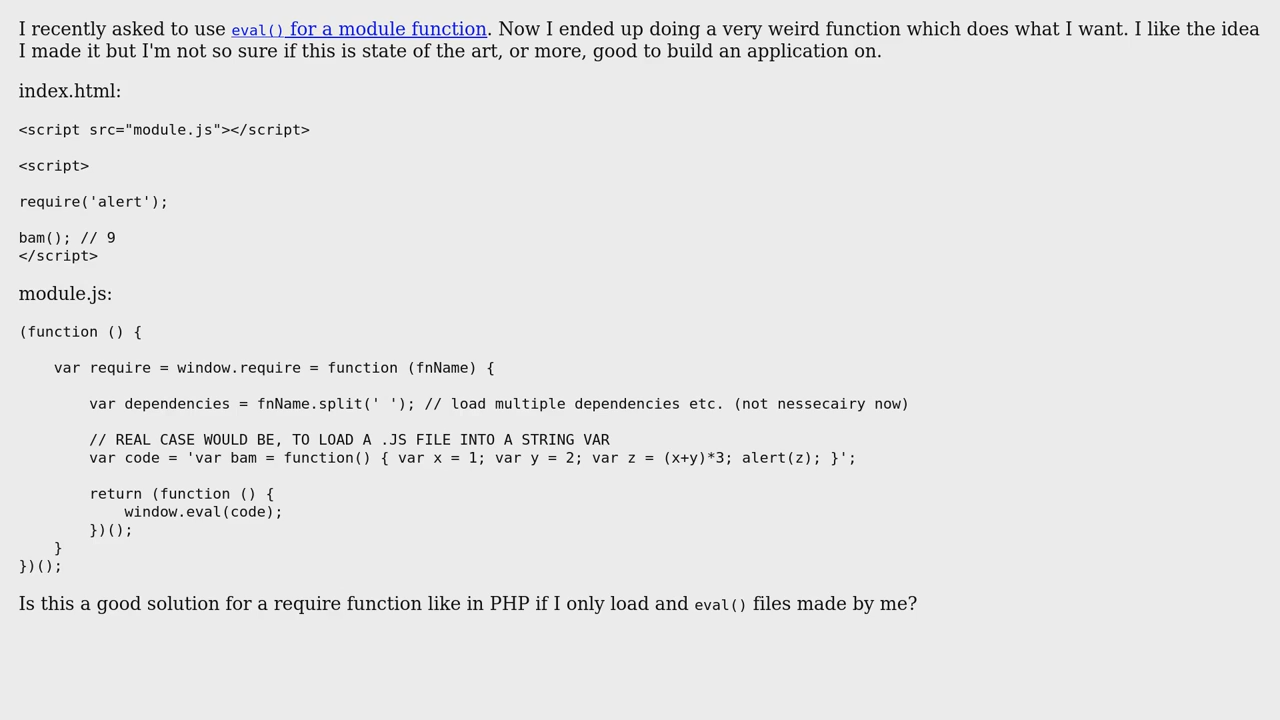 I recently asked to use eval() for a module function. Now I ended up doing a very weird function which does what I want. I like the idea
I made it but I'm not so sure if this is state of the art, or more, good to build an application on.
index.html:
<script src="module.js"></script>
<script>
require('alert');
bam(); // 9
</script>
module.js:
(function () {
    var require = window.require = function (fnName) {
        var dependencies = fnName.split(' '); // load multiple dependencies etc. (not nessecairy now)
        // REAL CASE WOULD BE, TO LOAD A .JS FILE INTO A STRING VAR
        var code = 'var bam = function() { var x = 1; var y = 2; var z = (x+y)*3; alert(z); }';
        return (function () {
            window.eval(code);
        })();
    }
})();
Is this a good solution for a require function like in PHP if I only load and eval() files made by me?